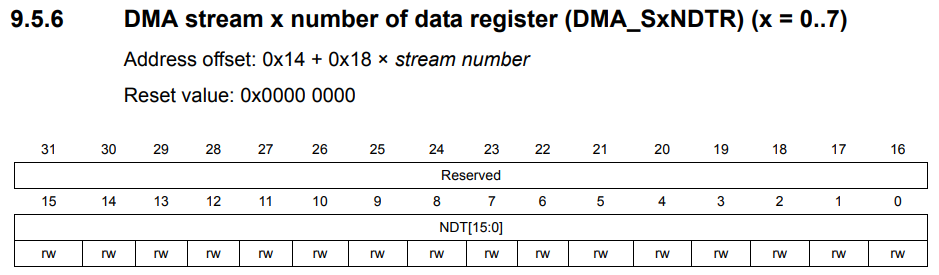 9.5.6 DMA stream x number of data register (DMA_SxNDTR) (x = 0..7)
Address offset: 0x14 + 0x18 × stream number
Reset value: 0x0000 0000
31 30 29 28 27 26 25 24 23 22 21 20 19 18 17 16
Reserved
15 14 13 12 11 10 9 8 7 6 5 4 3 2 1 0
NDT[15:0]
rw rw rw rw rw rw rw rw rw rw rw rw rw rw rw rw